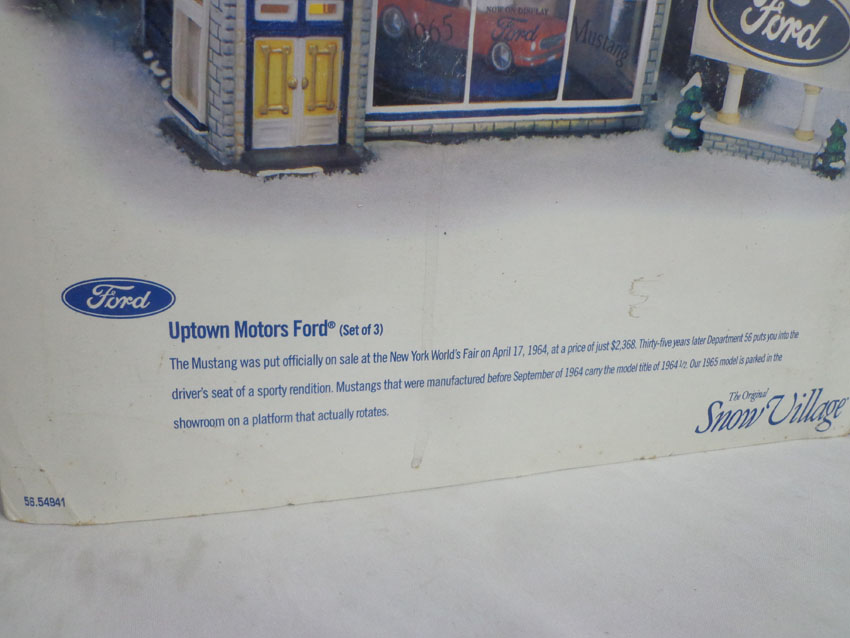 1965
NOW ON DISPLAY
Ford
Mustang
Ford
Ford
Uptown Motors Ford® (Set of 3)
The Mustang was put officially on sale at the New York World's Fair on April 17, 1964, at a price of just $2,368. Thirty-five years later Department 56 puts you into the
driver's seat of a sporty rendition. Mustangs that were manufactured before September of 1964 carry the model title of 1964 1/2. Our 1965 model is parked in the
showroom on a platform that actually rotates.
The Original
Snow Village
56.54941